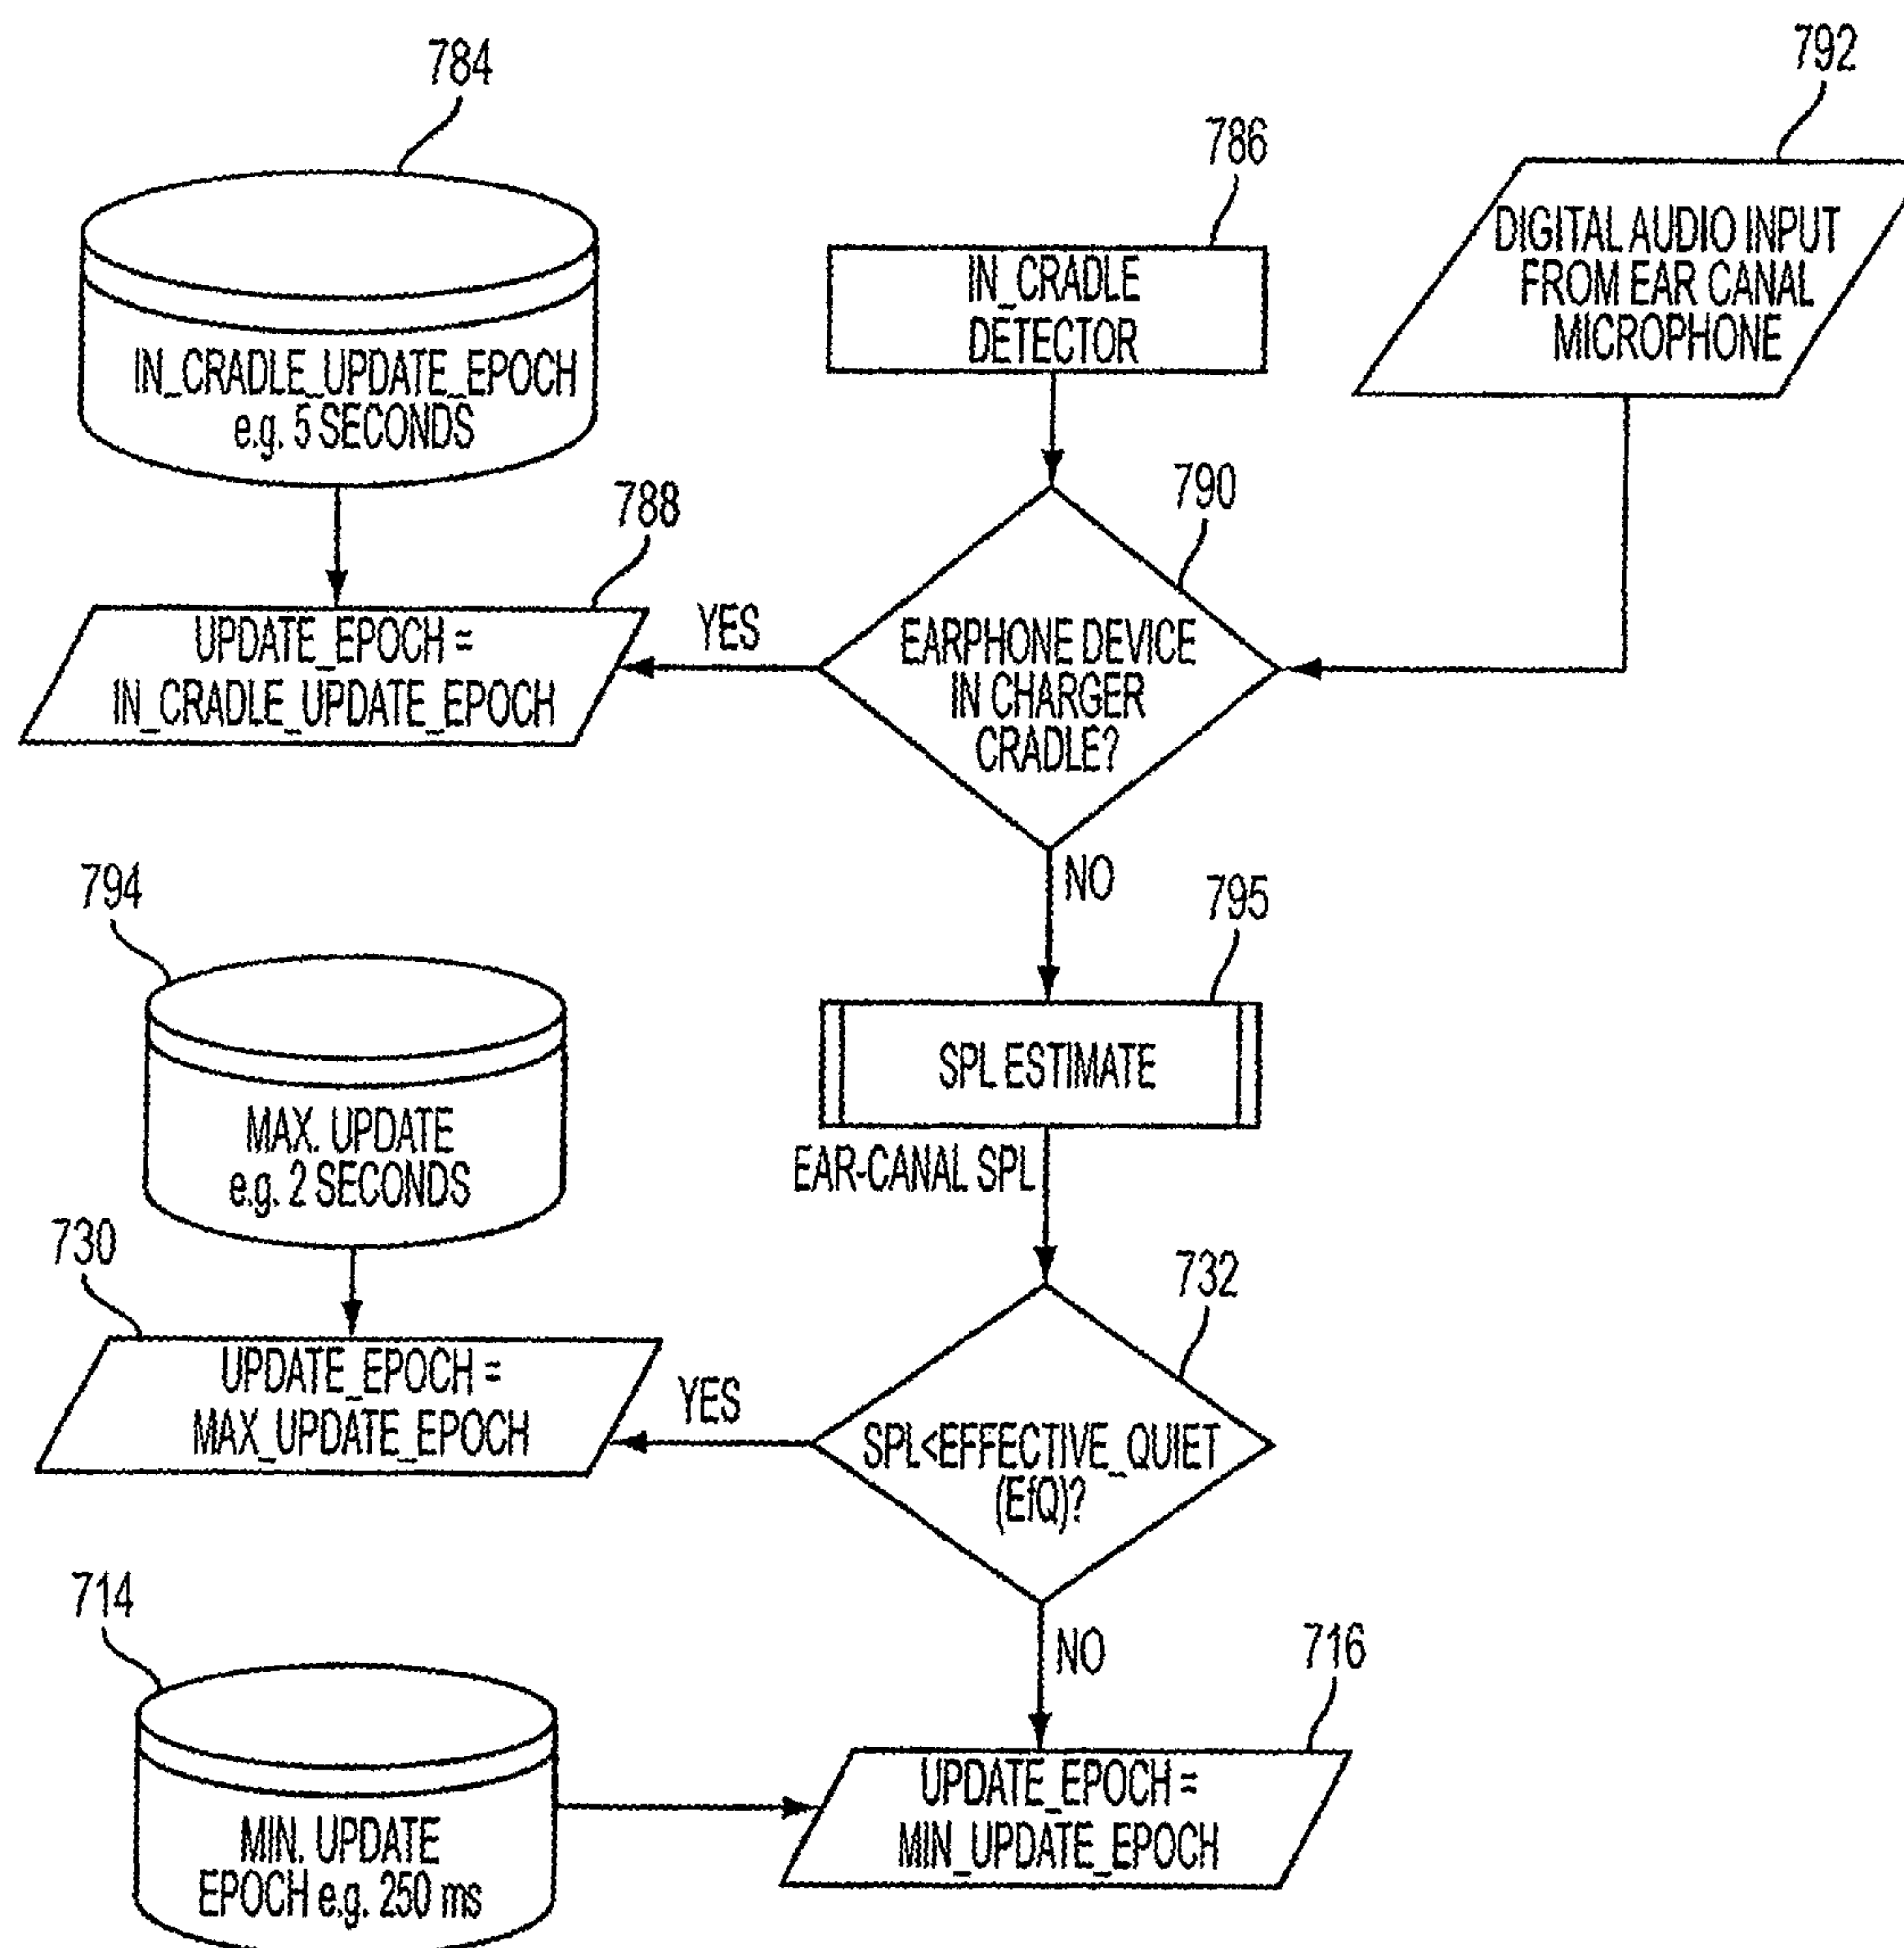 784
792
786
IN_CRADLE
DETECTOR
DIGITAL AUDIO INPUT
FROM EAR CANAL
MICROPHONE
IN_CRADLE_UPDATE_EPOCH
e.g. 5 SECONDS
788
790
UPDATE_EPOCH =
IN_CRADLE_UPDATE_EPOCH
YES
EARPHONE DEVICE
IN CHARGER
CRADLE?
NO
794
795
SPL ESTIMATE
MAX. UPDATE
e.g. 2 SECONDS
EAR-CANAL SPL
730
732
UPDATE_EPOCH =
MAX_UPDATE_EPOCH
YES
SPL<EFFECTIVE_QUIET
(EfQ)?
714
NO
716
MIN. UPDATE
EPOCH e.g. 250 ms
UPDATE_EPOCH =
MIN_UPDATE_EPOCH